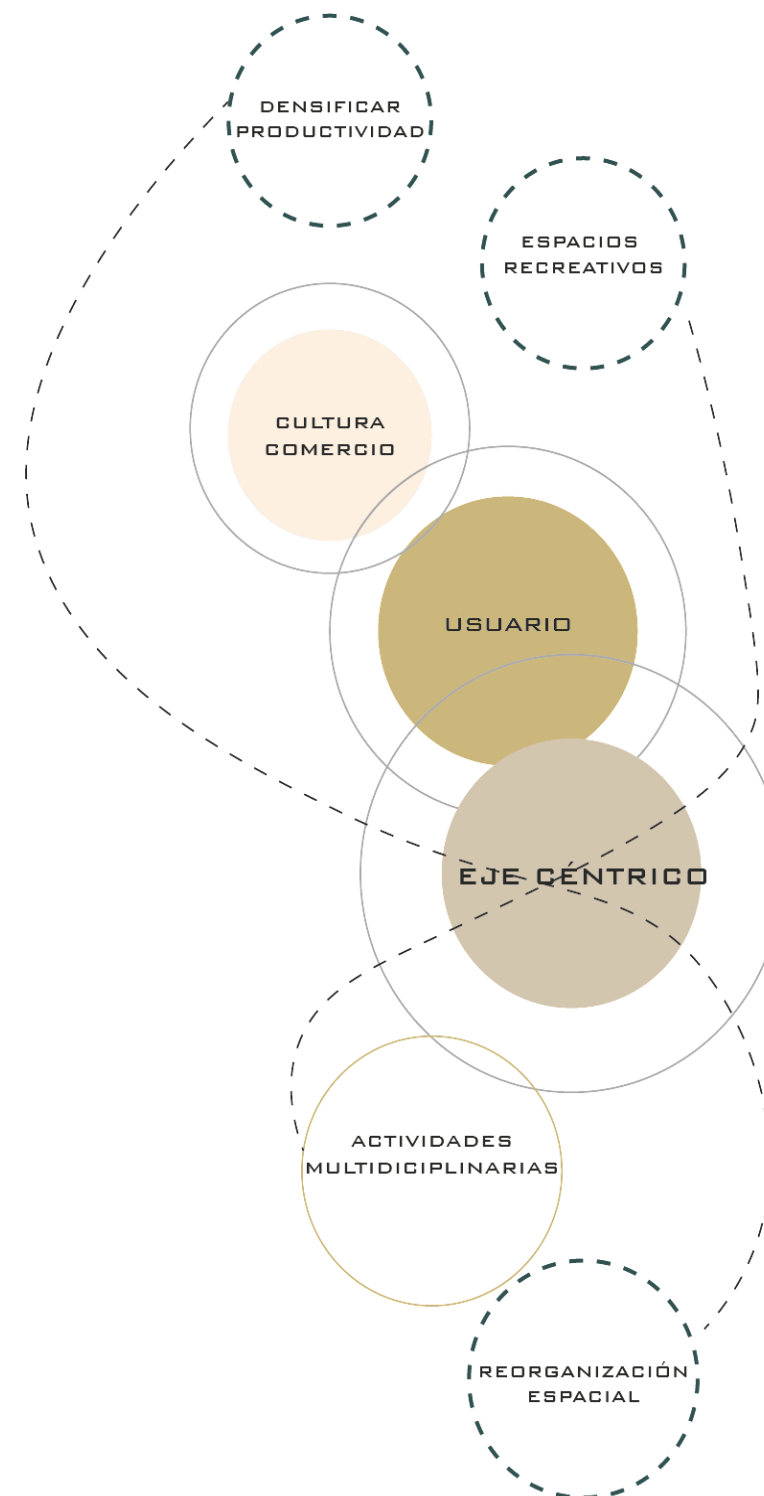 DENSIFICAR
PRODUCTIVIDAD
ESPACIOS
RECREATIVOS
CULTURA
COMERCIO
USUARIO
EJE CÉNTRICO
ACTIVIDADES
MULTIDICIPLINARIAS
REORGANIZACIÓN
ESPACIAL